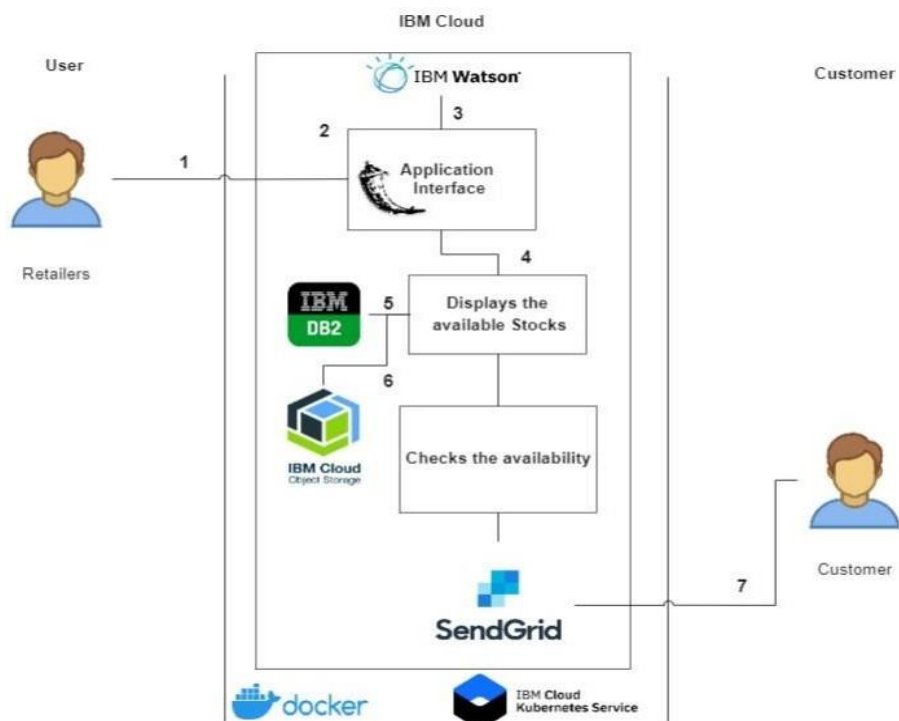 IBM Cloud
User
Customer
IBM Watson
3
2
1
Application
Interface
Retailers
4
IBM
DB2
5
Displays the
available Stocks
6
IBM Cloud
Object Storage
Checks the availability
7
Customer
SendGrid
docker
IBM Cloud
Kubernetes Service